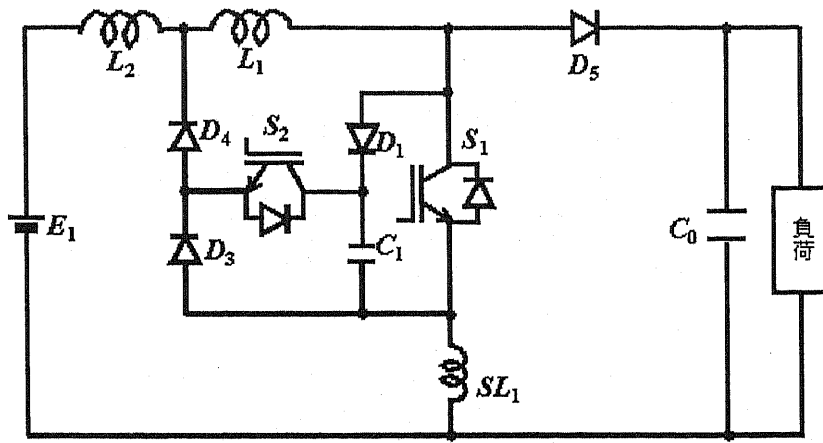 L₂
L₁
D₅
D₄
S₂
D₁
S₁
E₁
D₃
C₁
C₀
負荷
SL₁